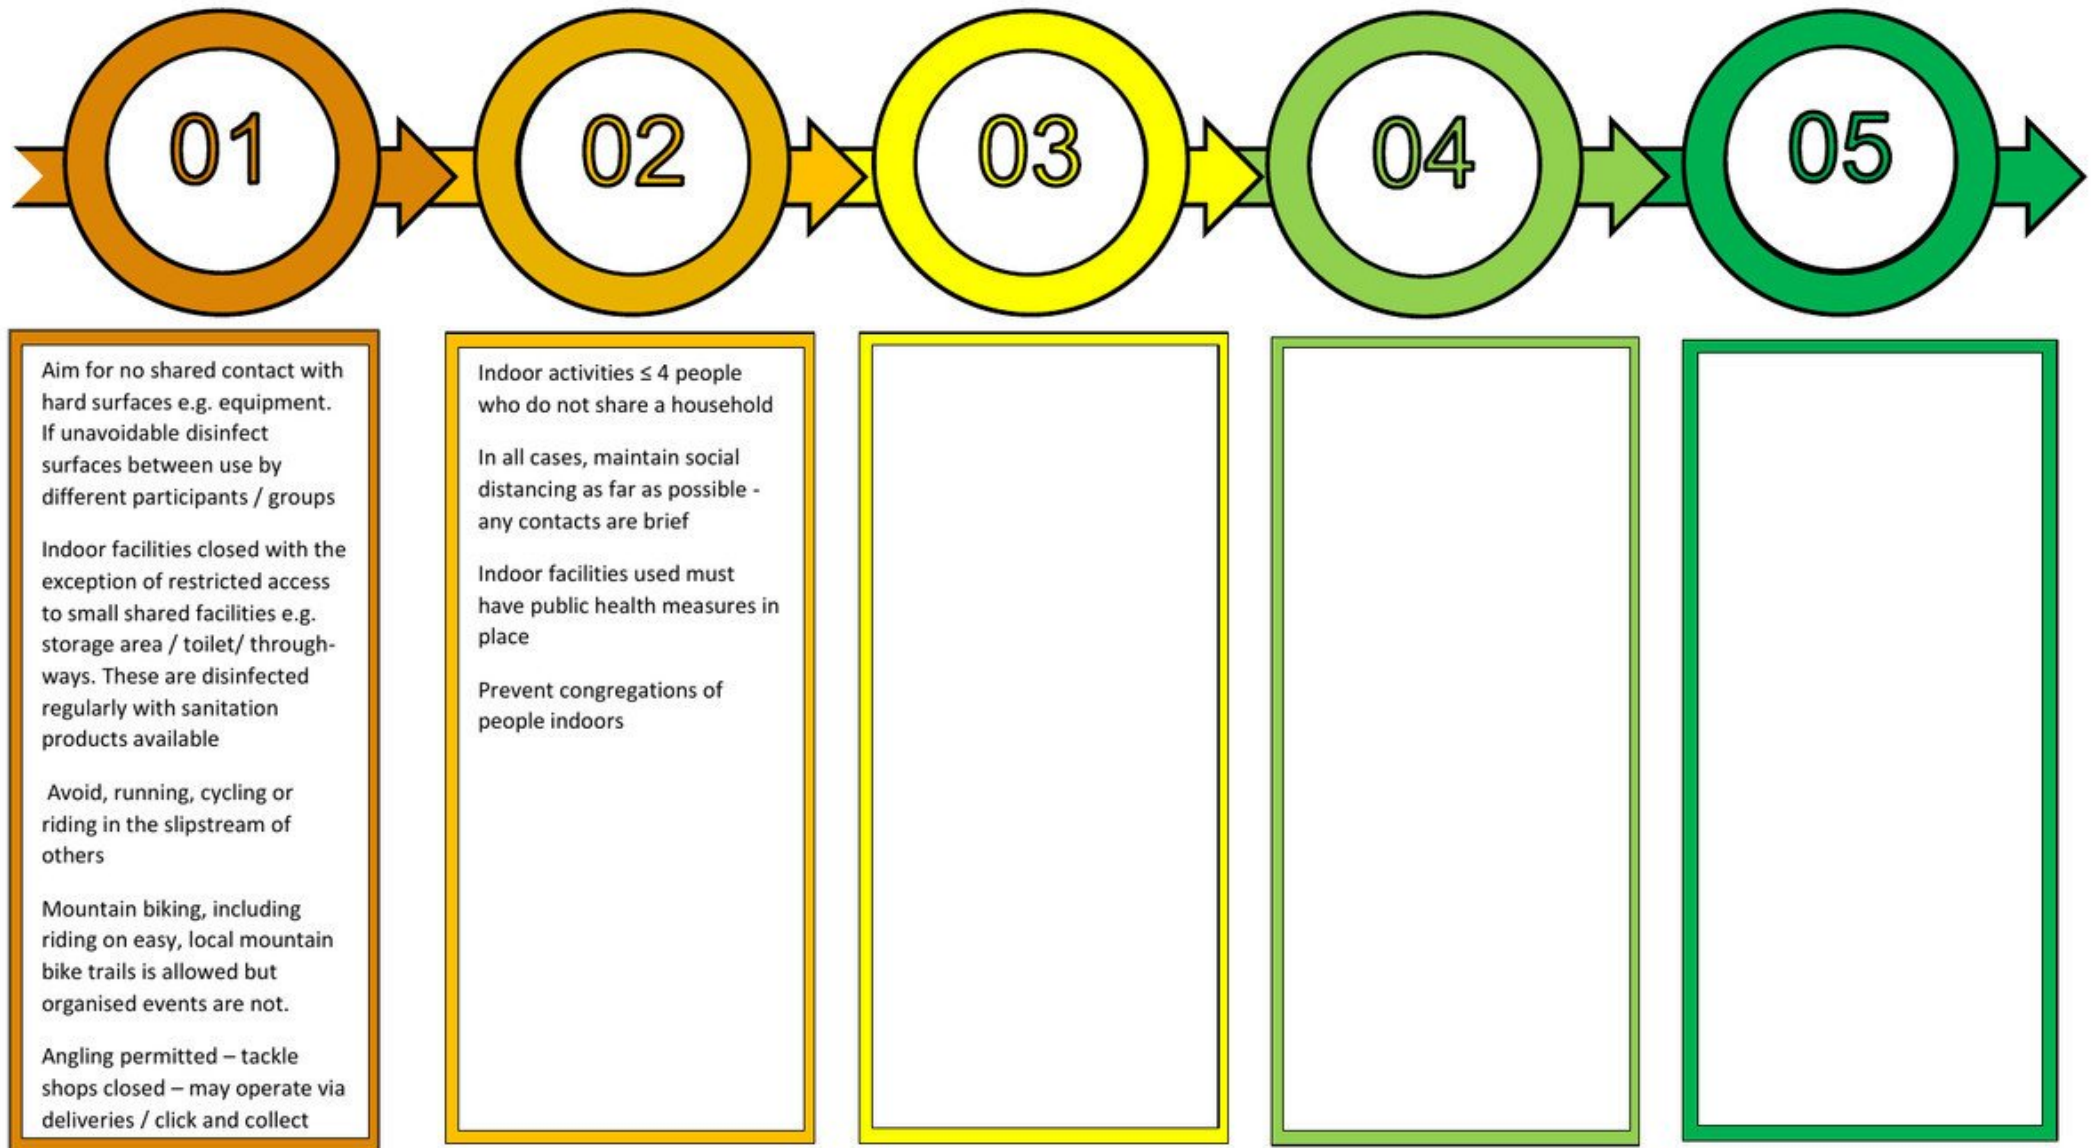 01
02
03
04
05
Aim for no shared contact with
hard surfaces e.g. equipment.
If unavoidable disinfect
surfaces between use by
different participants / groups
Indoor facilities closed with the
exception of restricted access
to small shared facilities e.g.
storage area / toilet/ through-
ways. These are disinfected
regularly with sanitation
products available
Avoid, running, cycling or
riding in the slipstream of
others
Mountain biking, including
riding on easy, local mountain
bike trails is allowed but
organised events are not.
Angling permitted – tackle
shops closed – may operate via
deliveries / click and collect
Indoor activities ≤ 4 people
who do not share a household
In all cases, maintain social
distancing as far as possible -
any contacts are brief
Indoor facilities used must
have public health measures in
place
Prevent congregations of
people indoors